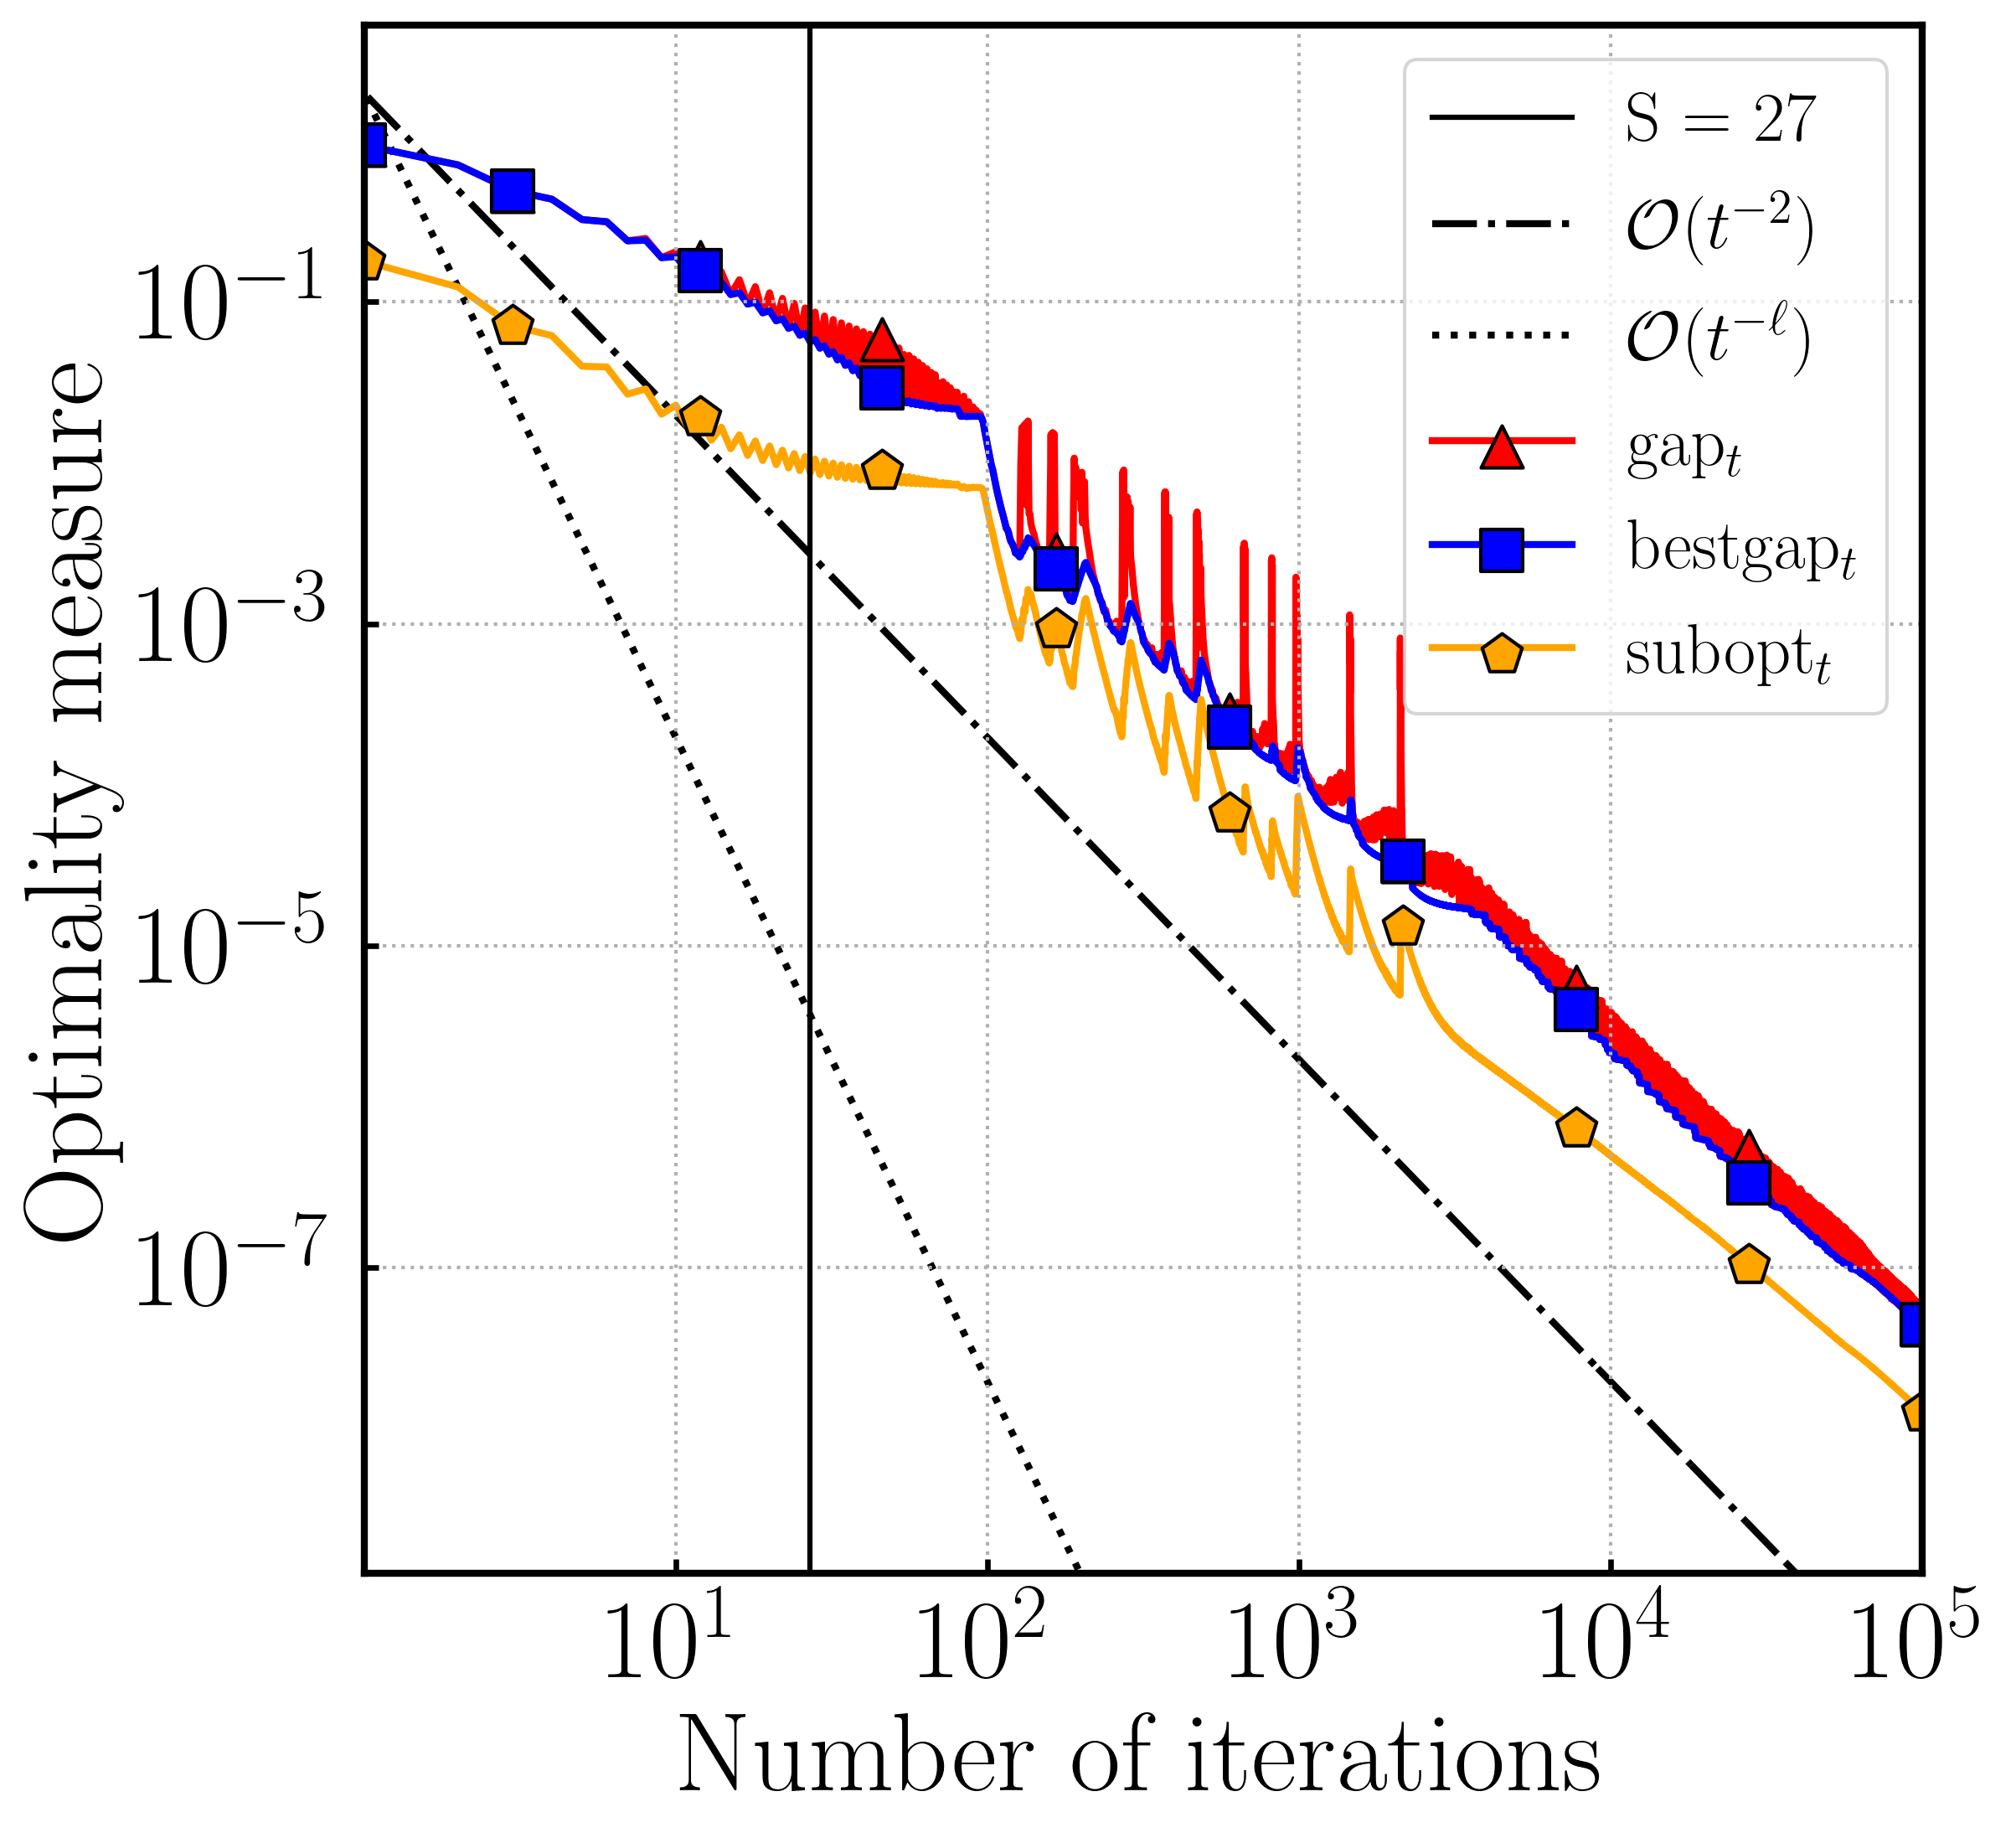 Optimality measure
10⁻¹
10⁻³
10⁻⁵
10⁻⁷
S = 27
𝒪(t⁻²)
𝒪(t⁻ℓ)
gapₜ
bestgapₜ
suboptₜ
10¹
10²
10³
10⁴
10⁵
Number of iterations